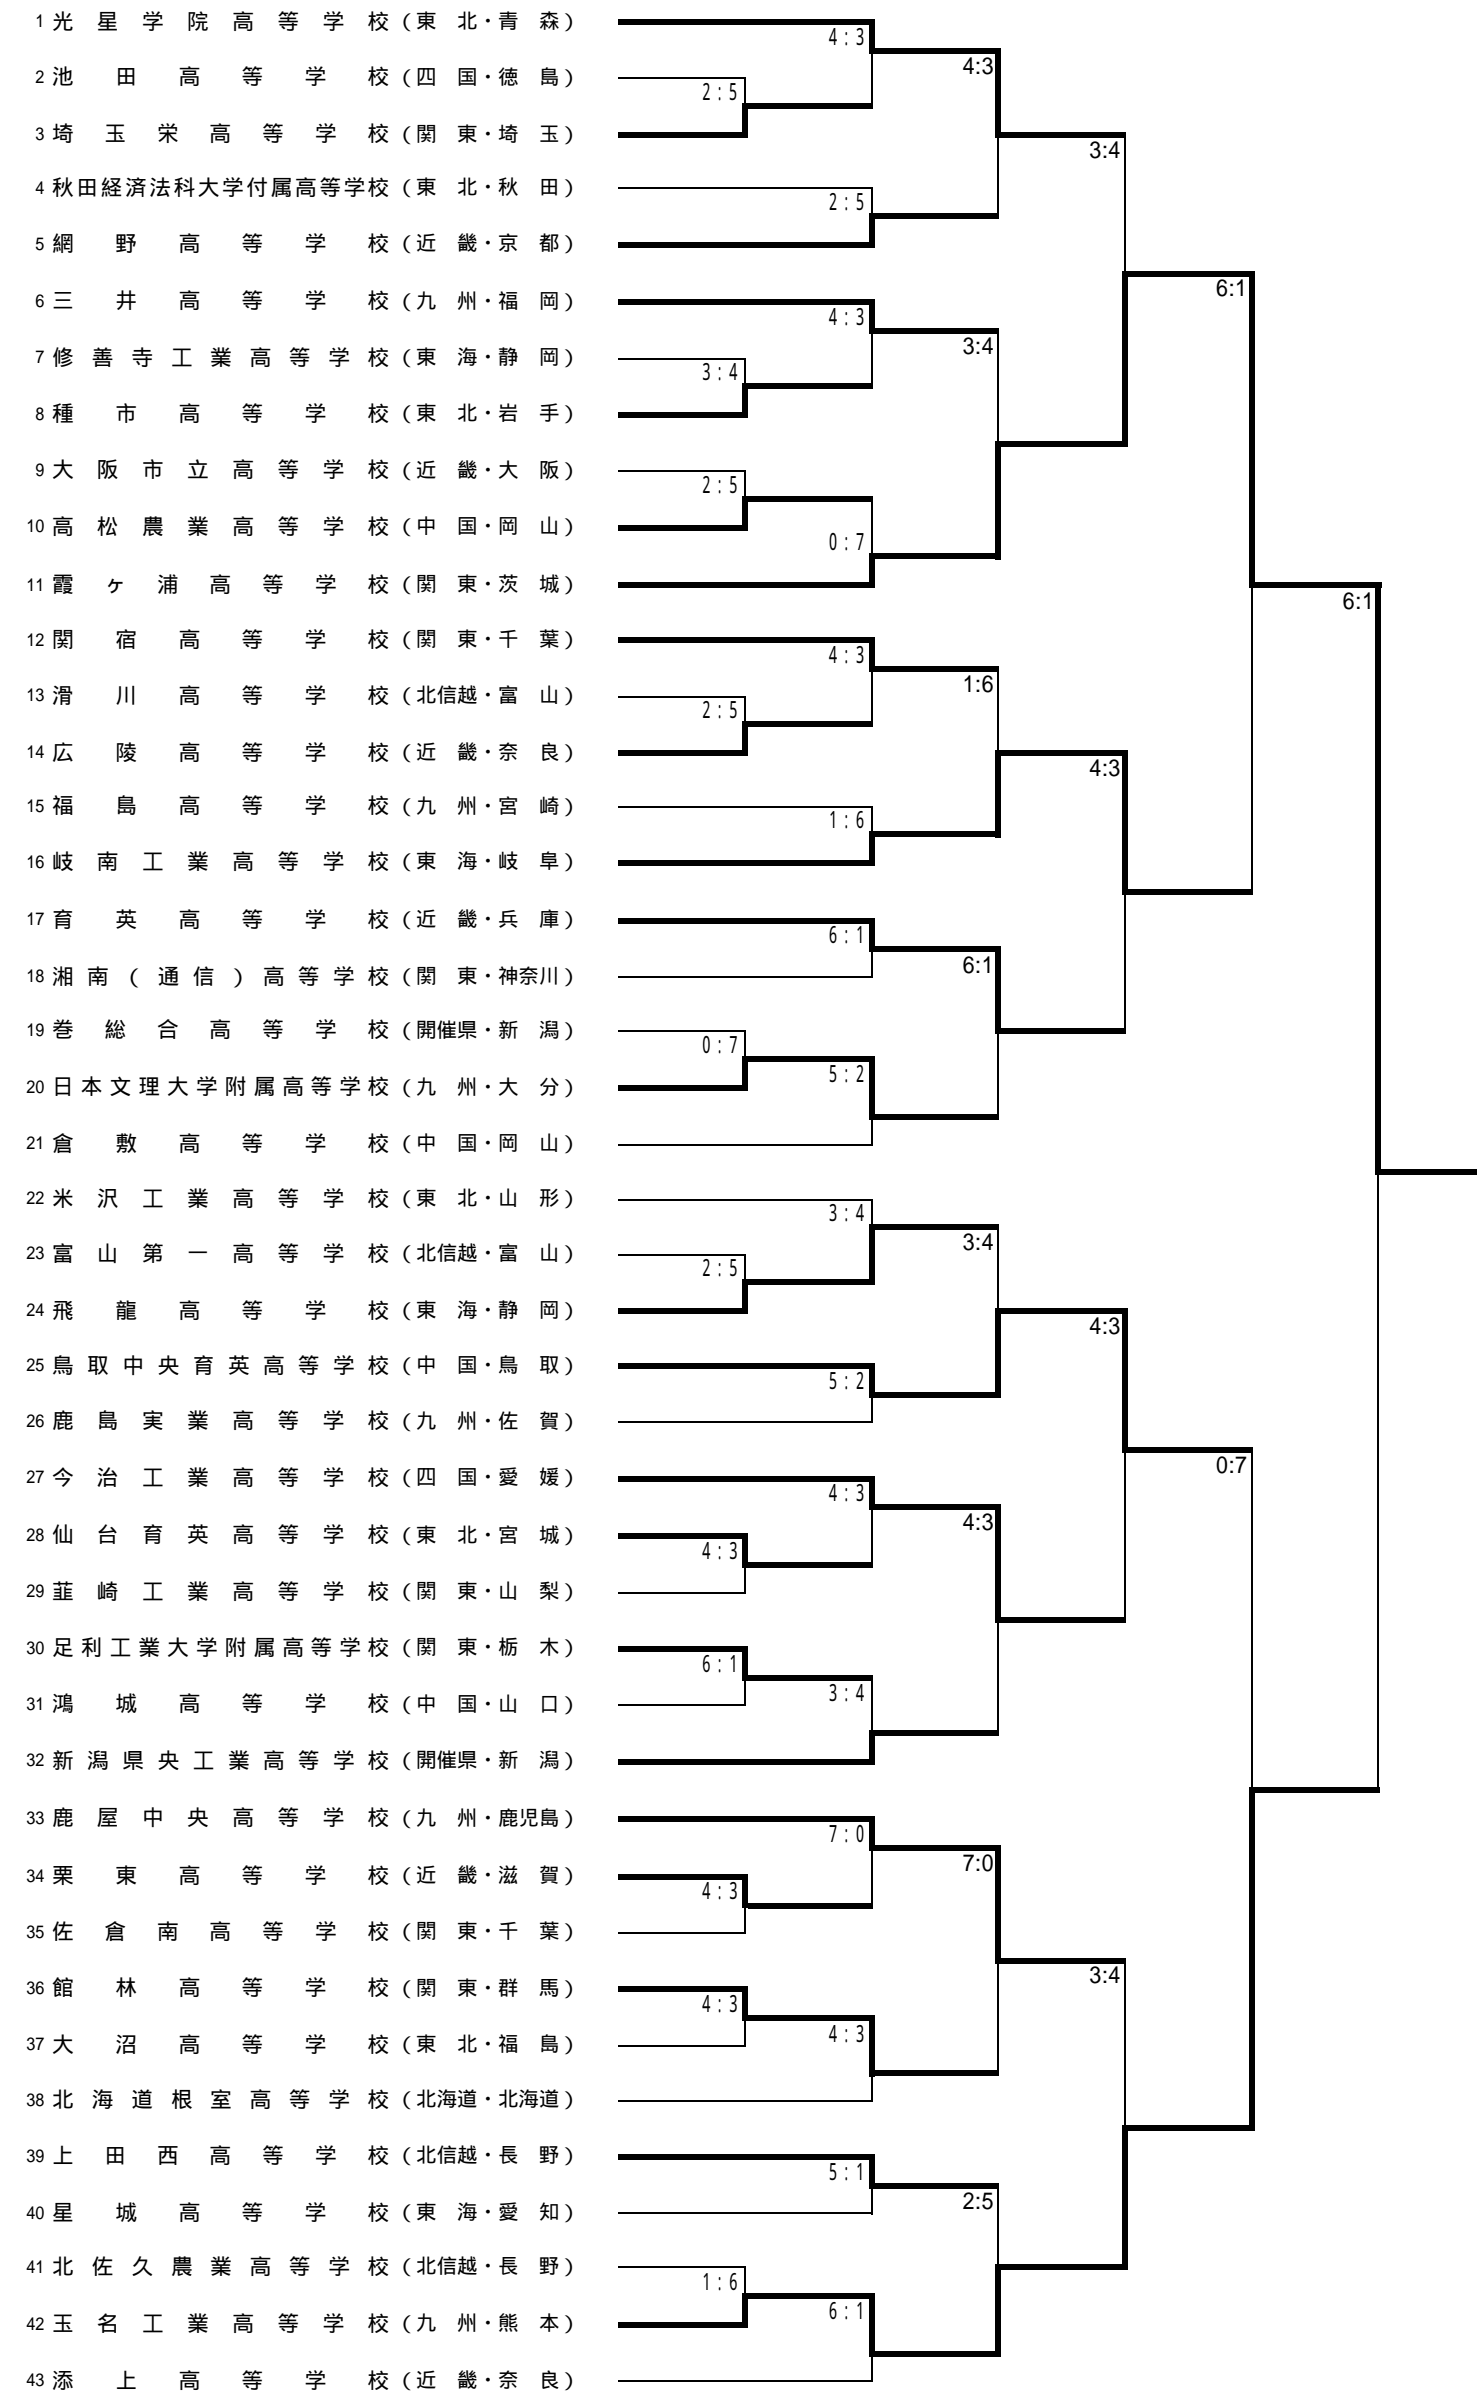 1 光星学院高等学校(東北・青森)
4:3
4:3
2 池田高等学校(四国・徳島)
2:5
3 埼玉栄高等学校(関東・埼玉)
3:4
4 秋田経済法科大学付属高等学校(東北・秋田)
2:5
5 網野高等学校(近畿・京都)
6:1
6 三井高等学校(九州・福岡)
4:3
3:4
7 修善寺工業高等学校(東海・静岡)
3:4
8 種市高等学校(東北・岩手)
9 大阪市立高等学校(近畿・大阪)
2:5
10 高松農業高等学校(中国・岡山)
0:7
11 霞ヶ浦高等学校(関東・茨城)
6:1
12 関宿高等学校(関東・千葉)
4:3
1:6
13 滑川高等学校(北信越・富山)
2:5
14 広陵高等学校(近畿・奈良)
4:3
15 福島高等学校(九州・宮崎)
1:6
16 岐南工業高等学校(東海・岐阜)
17 育英高等学校(近畿・兵庫)
6:1
6:1
18 湘南(通信)高等学校(関東・神奈川)
19 巻総合高等学校(開催県・新潟)
0:7
5:2
20 日本文理大学附属高等学校(九州・大分)
21 倉敷高等学校(中国・岡山)
22 米沢工業高等学校(東北・山形)
3:4
3:4
23 富山第一高等学校(北信越・富山)
2:5
24 飛龍高等学校(東海・静岡)
4:3
25 鳥取中央育英高等学校(中国・鳥取)
5:2
26 鹿島実業高等学校(九州・佐賀)
0:7
27 今治工業高等学校(四国・愛媛)
4:3
4:3
28 仙台育英高等学校(東北・宮城)
4:3
29 韮崎工業高等学校(関東・山梨)
30 足利工業大学附属高等学校(関東・栃木)
6:1
3:4
31 鴻城高等学校(中国・山口)
32 新潟県央工業高等学校(開催県・新潟)
33 鹿屋中央高等学校(九州・鹿児島)
7:0
7:0
34 栗東高等学校(近畿・滋賀)
4:3
35 佐倉南高等学校(関東・千葉)
3:4
36 館林高等学校(関東・群馬)
4:3
4:3
37 大沼高等学校(東北・福島)
38 北海道根室高等学校(北海道・北海道)
39 上田西高等学校(北信越・長野)
5:1
2:5
40 星城高等学校(東海・愛知)
41 北佐久農業高等学校(北信越・長野)
1:6
6:1
42 玉名工業高等学校(九州・熊本)
43 添上高等学校(近畿・奈良)